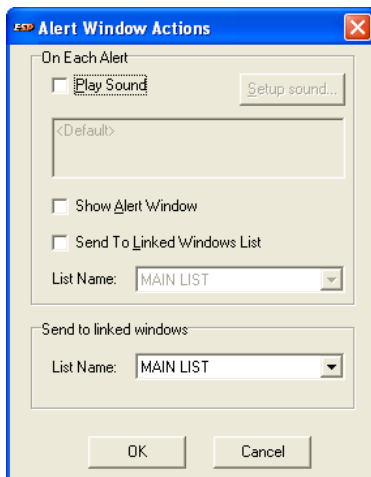 ESP Alert Window Actions
On Each Alert
Play Sound
Setup sound...
<Default>
Show Alert Window
Send To Linked Windows List
List Name: MAIN LIST
Send to linked windows
List Name: MAIN LIST
OK Cancel